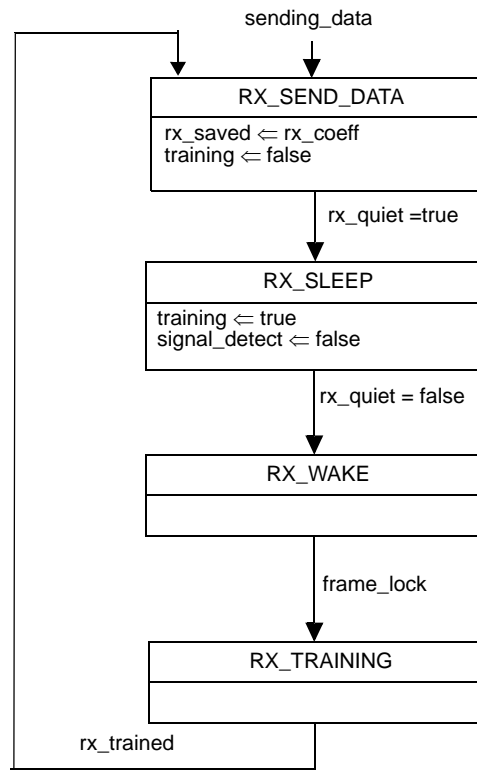 sending_data
RX_SEND_DATA
rx_saved ⇐ rx_coeff
training ⇐ false
rx_quiet =true
RX_SLEEP
training ⇐ true
signal_detect ⇐ false
rx_quiet = false
RX_WAKE
frame_lock
RX_TRAINING
rx_trained